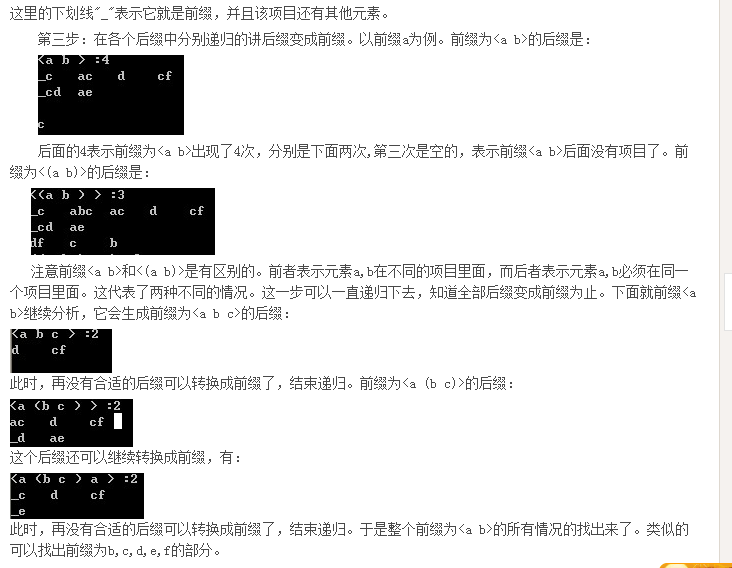 这里的下划线"_"表示它就是前缀，并且该项目还有其他元素。
第三步：在各个后缀中分别递归的讲后缀变成前缀。以前缀a为例。前缀为<a b>的后缀是：
<a b > :4
_c ac d cf
_cd ae
c
后面的4表示前缀为<a b>出现了4次，分别是下面两次,第三次是空的，表示前缀<a b>后面没有项目了。前
缀为<(a b)>的后缀是：
<(a b ) > :3
_c abc ac d cf
_cd ae
df c b
注意前缀<a b>和<(a b)>是有区别的。前者表示元素a,b在不同的项目里面，而后者表示元素a,b必须在同一
个项目里面。这代表了两种不同的情况。这一步可以一直递归下去，知道全部后缀变成前缀为止。下面就前缀<a
b>继续分析，它会生成前缀为<a b c>的后缀：
<a b c > :2
d cf
此时，再没有合适的后缀可以转换成前缀了，结束递归。前缀为<a (b c)>的后缀：
<a (b c ) > :2
ac d cf
_d ae
这个后缀还可以继续转换成前缀，有：
<a (b c ) a > :2
_c d cf
_e
此时，再没有合适的后缀可以转换成前缀了，结束递归。于是整个前缀为<a b>的所有情况的找出来了。类似的
可以找出前缀为b,c,d,e,f的部分。